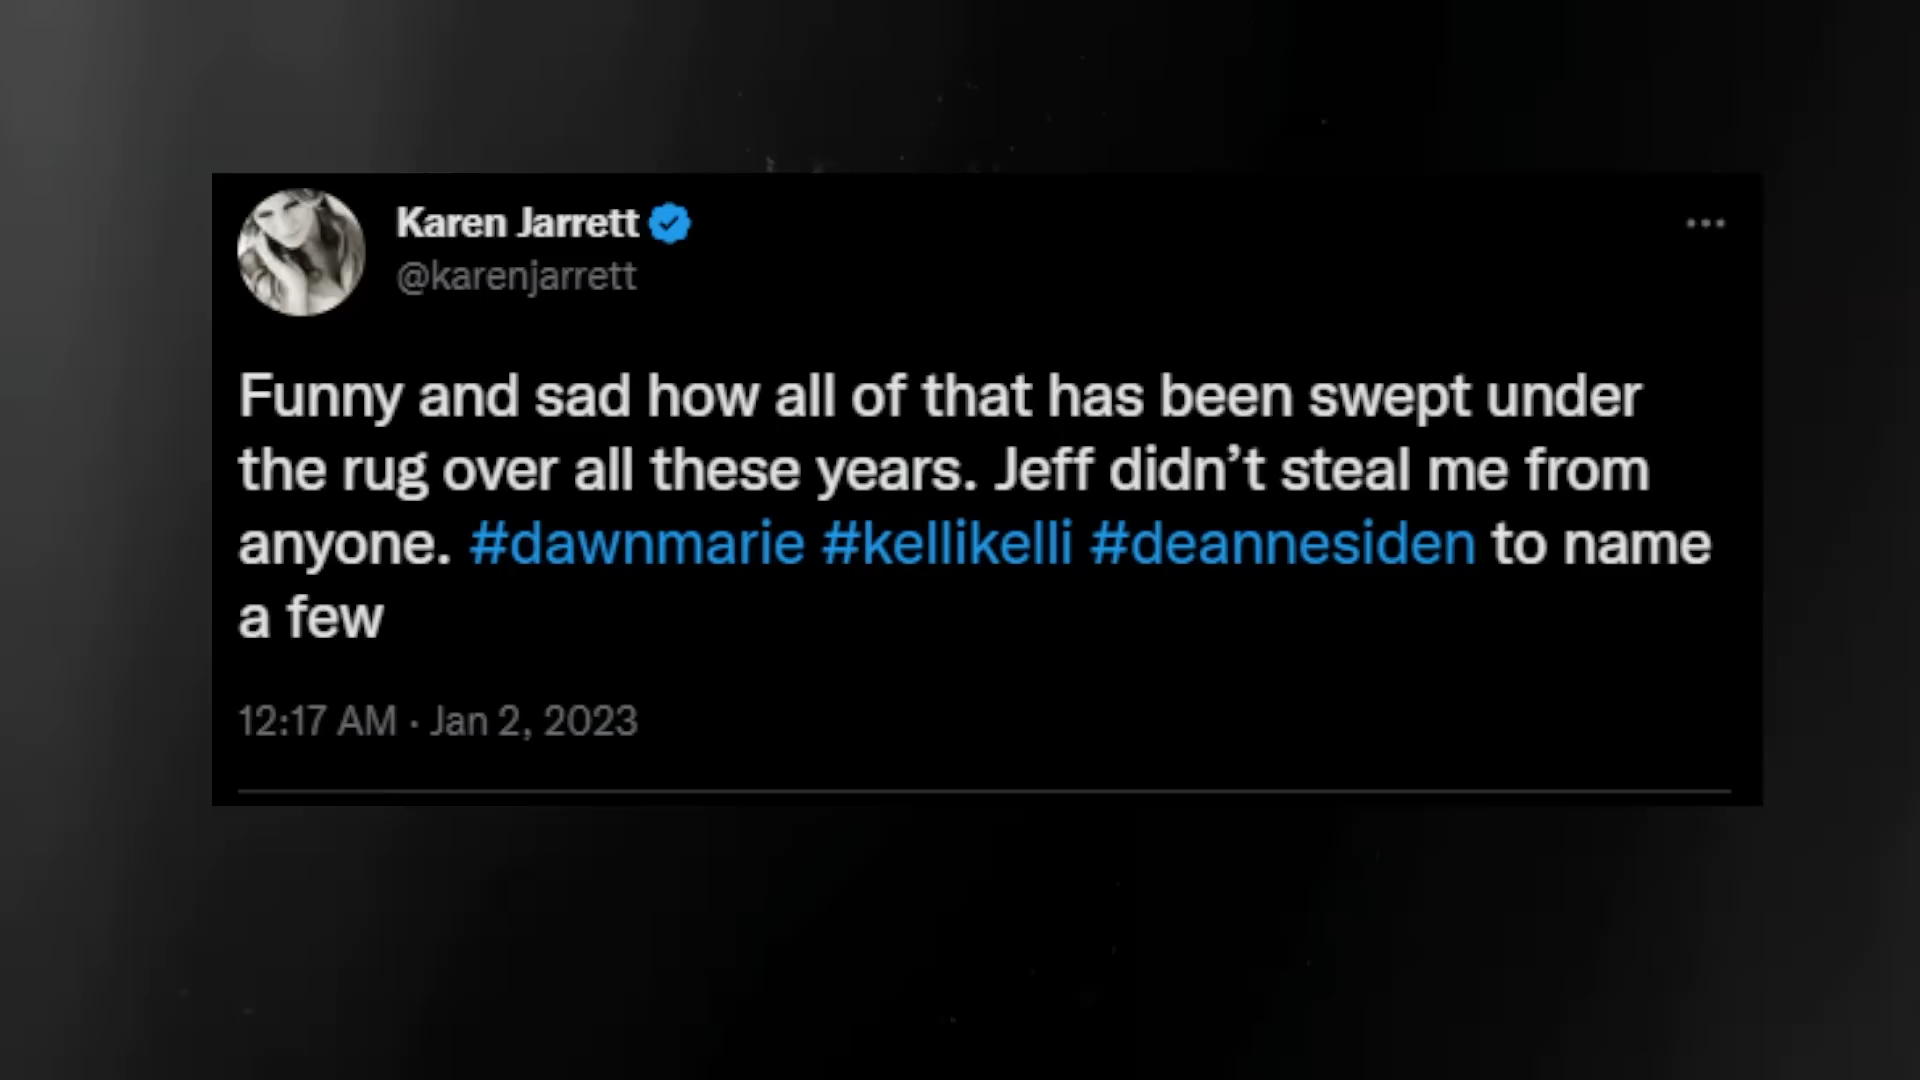 Karen Jarrett
@karenjarrett
Funny and sad how all of that has been swept under
the rug over all these years. Jeff didn’t steal me from
anyone. #dawnmarie #kellikelli #deannesiden to name
a few
12:17 AM · Jan 2, 2023